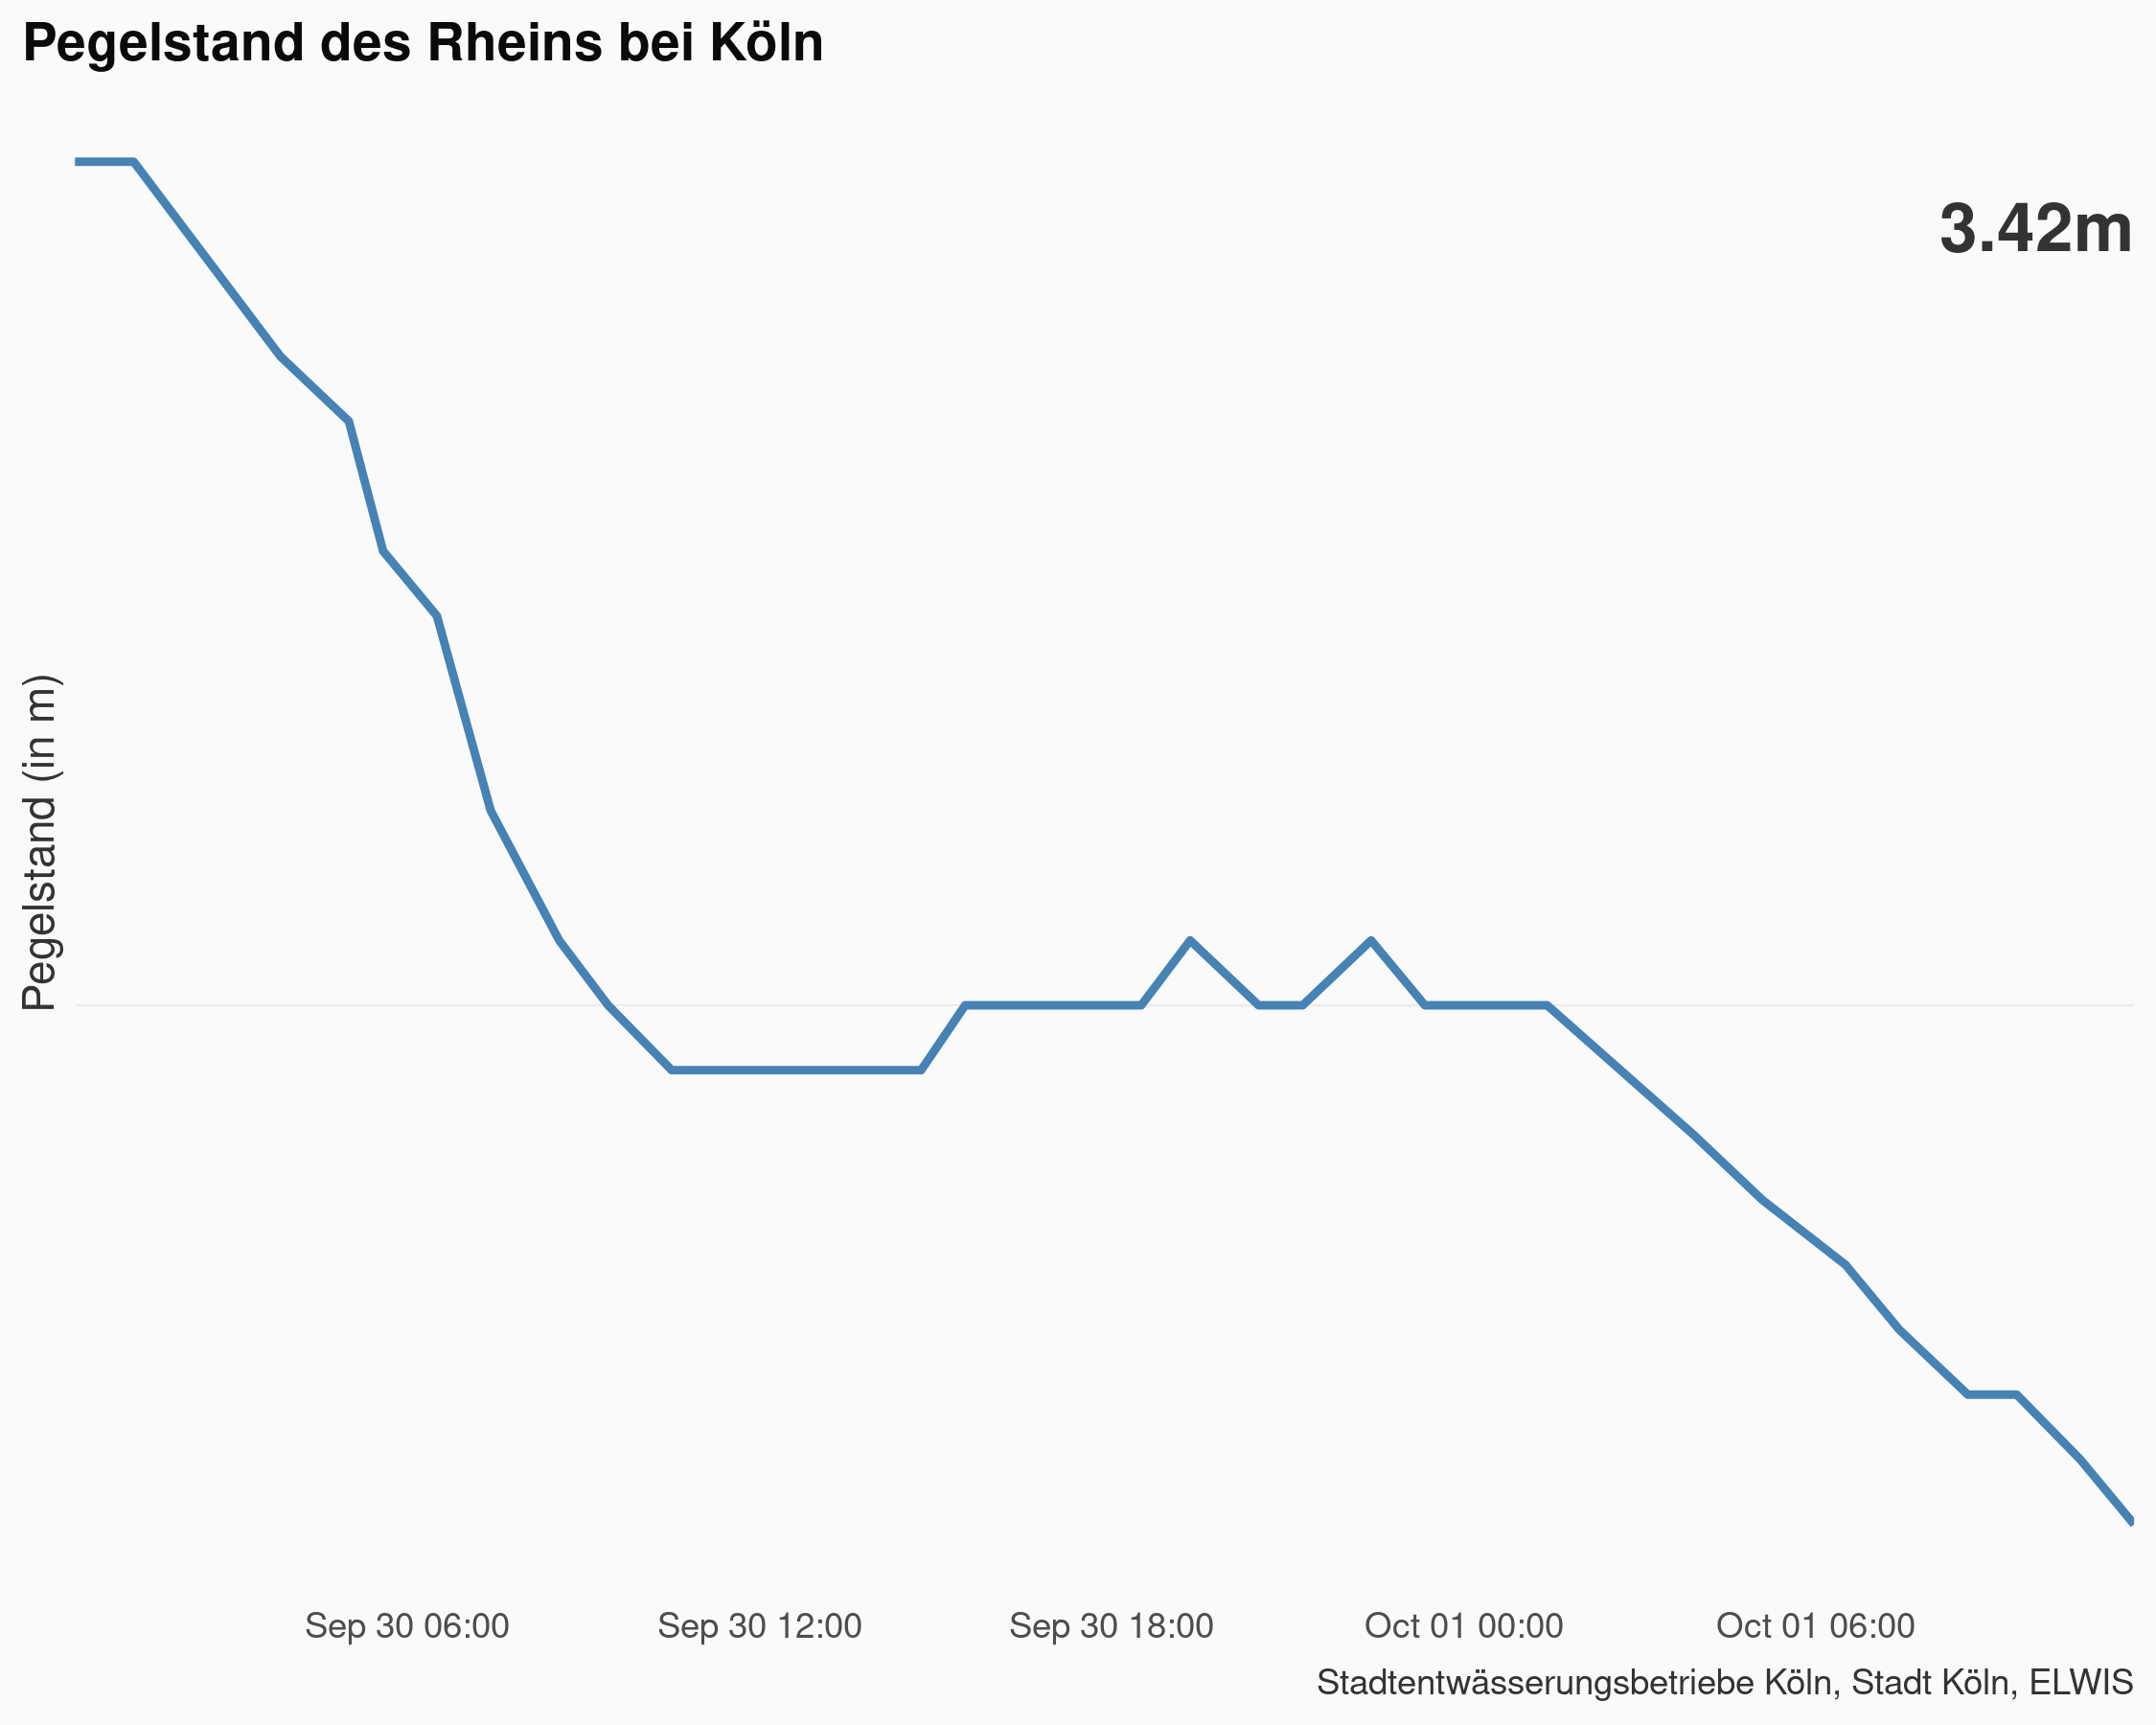 Pegelstand des Rheins bei Köln
3.42m
Pegelstand (in m)
Sep 30 06:00
Sep 30 12:00
Sep 30 18:00
Oct 01 00:00
Oct 01 06:00
Stadtentwässerungsbetriebe Köln, Stadt Köln, ELWIS